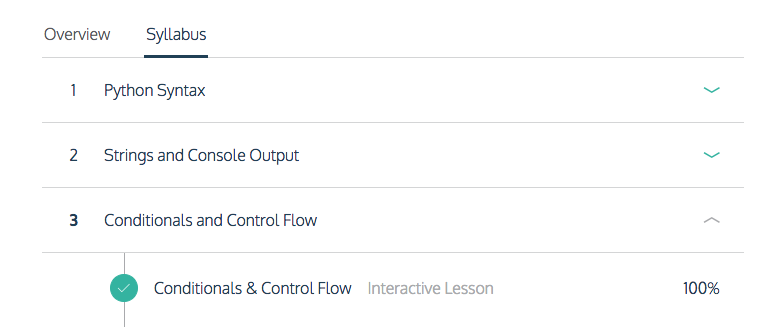 Overview Syllabus
1 Python Syntax
2 Strings and Console Output
3 Conditionals and Control Flow
Conditionals & Control Flow Interactive Lesson 100%